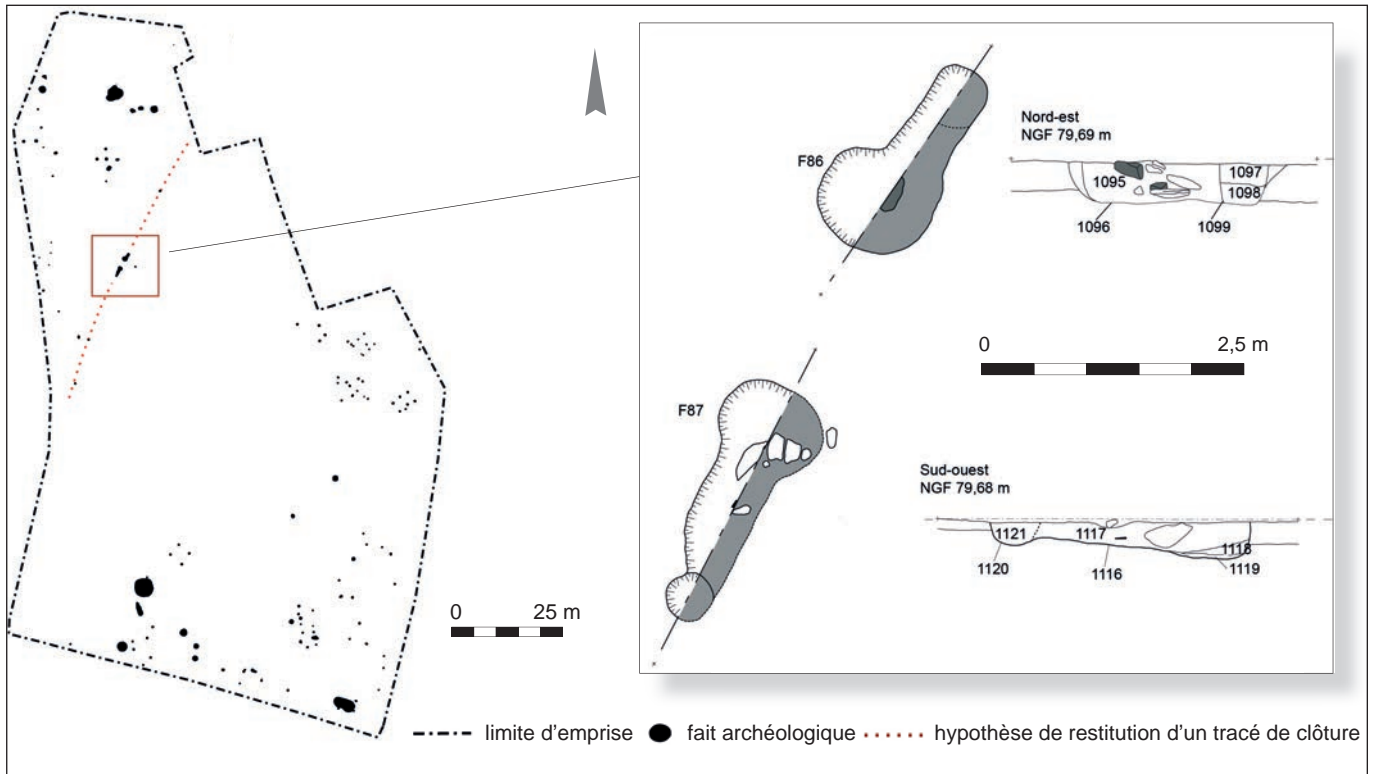 F86
Nord-est
NGF 79,69 m
1095
1097
1098
1096
1099
0 2,5 m
F87
Sud-ouest
NGF 79,68 m
1121
1117
1118
1120
1116
1119
0 25 m
limite d'emprise
fait archéologique
hypothèse de restitution d'un tracé de clôture